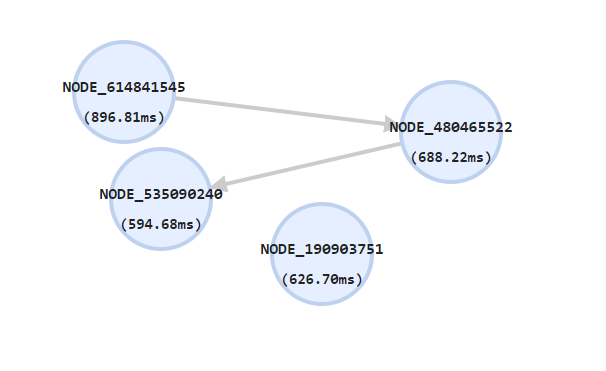 NODE_614841545
(896.81ms)
NODE_480465522
(688.22ms)
NODE_535090240
(594.68ms)
NODE_190903751
(626.70ms)